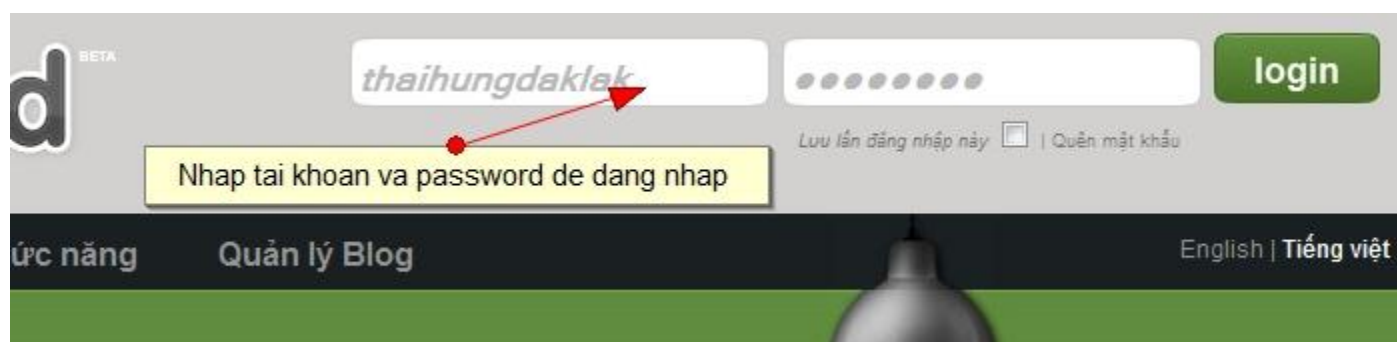 d BETA
thaihungdaklak
●●●●●●●● login
Lưu lần đăng nhập này | Quên mật khẩu
Nhap tai khoan va password de dang nhap
ức năng Quản lý Blog English | Tiếng việt